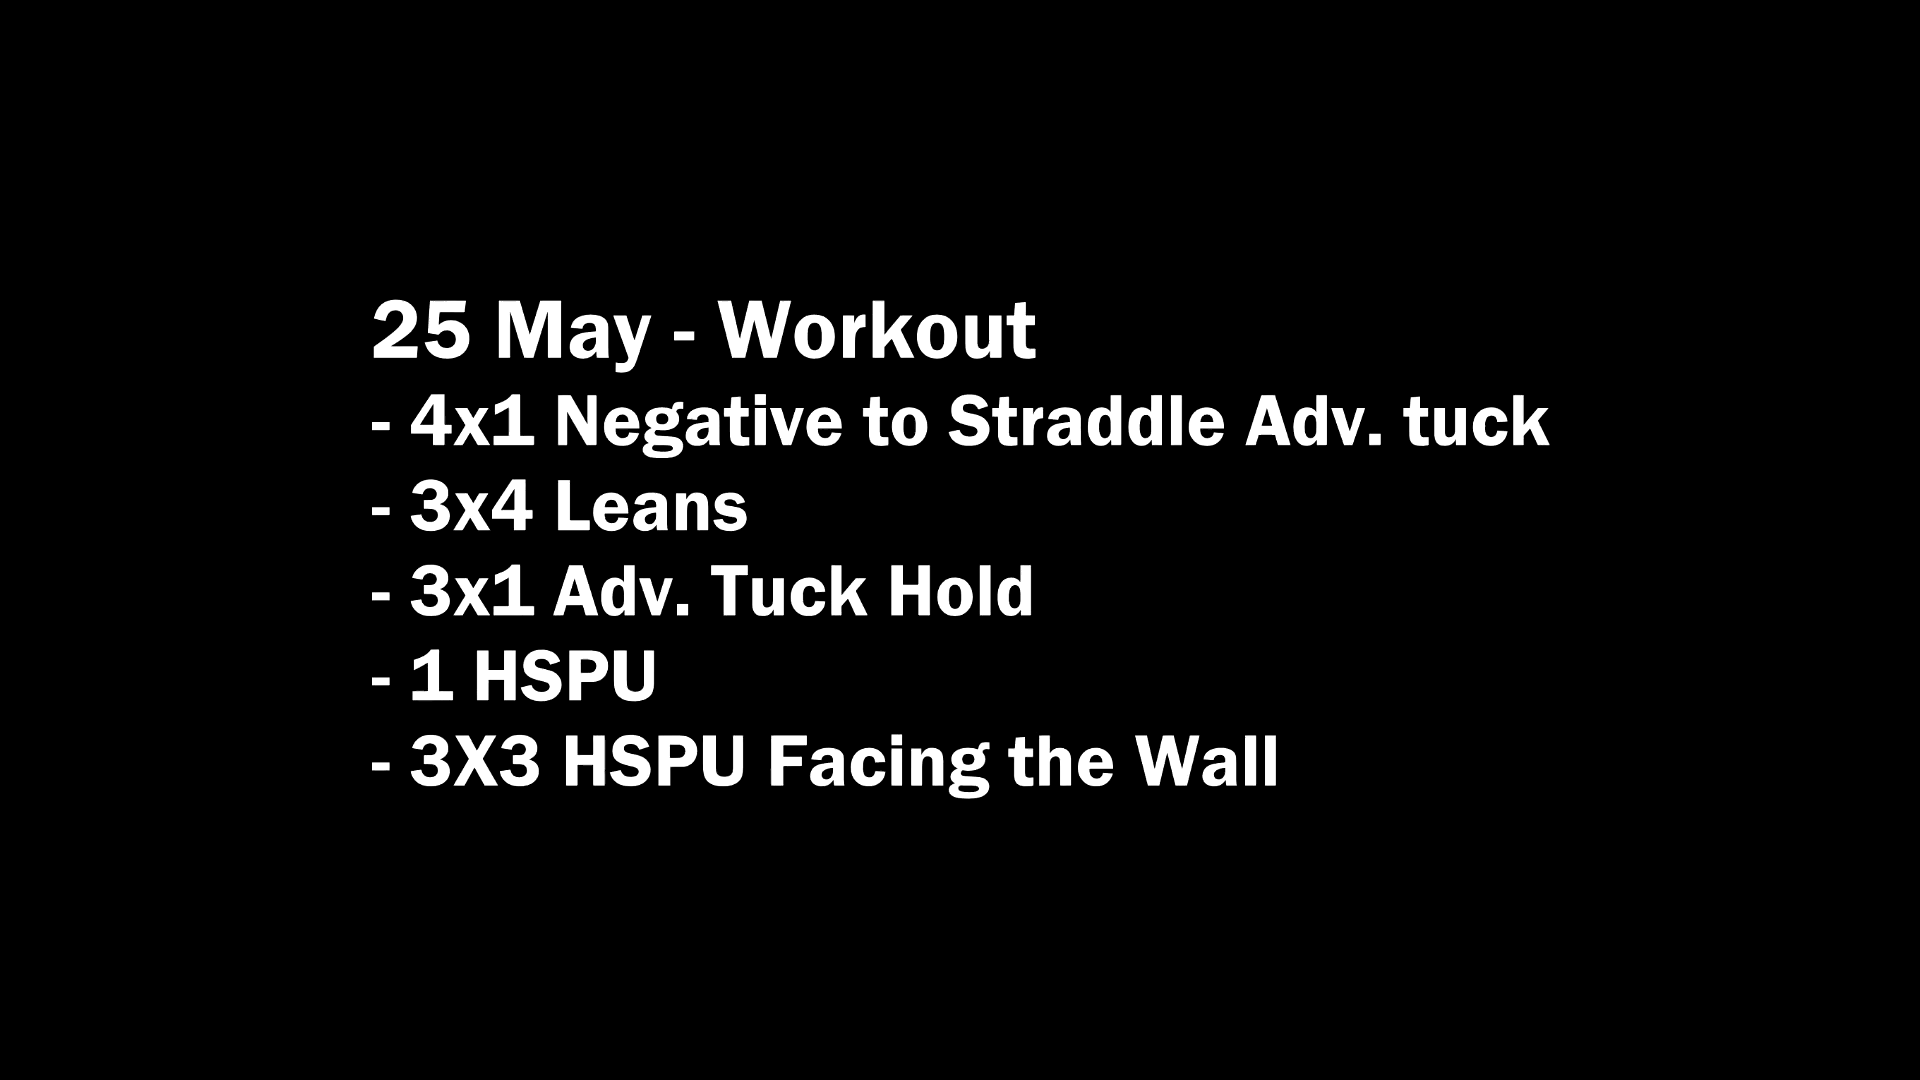 25 May - Workout
- 4x1 Negative to Straddle Adv. tuck
- 3x4 Leans
- 3x1 Adv. Tuck Hold
- 1 HSPU
- 3X3 HSPU Facing the Wall